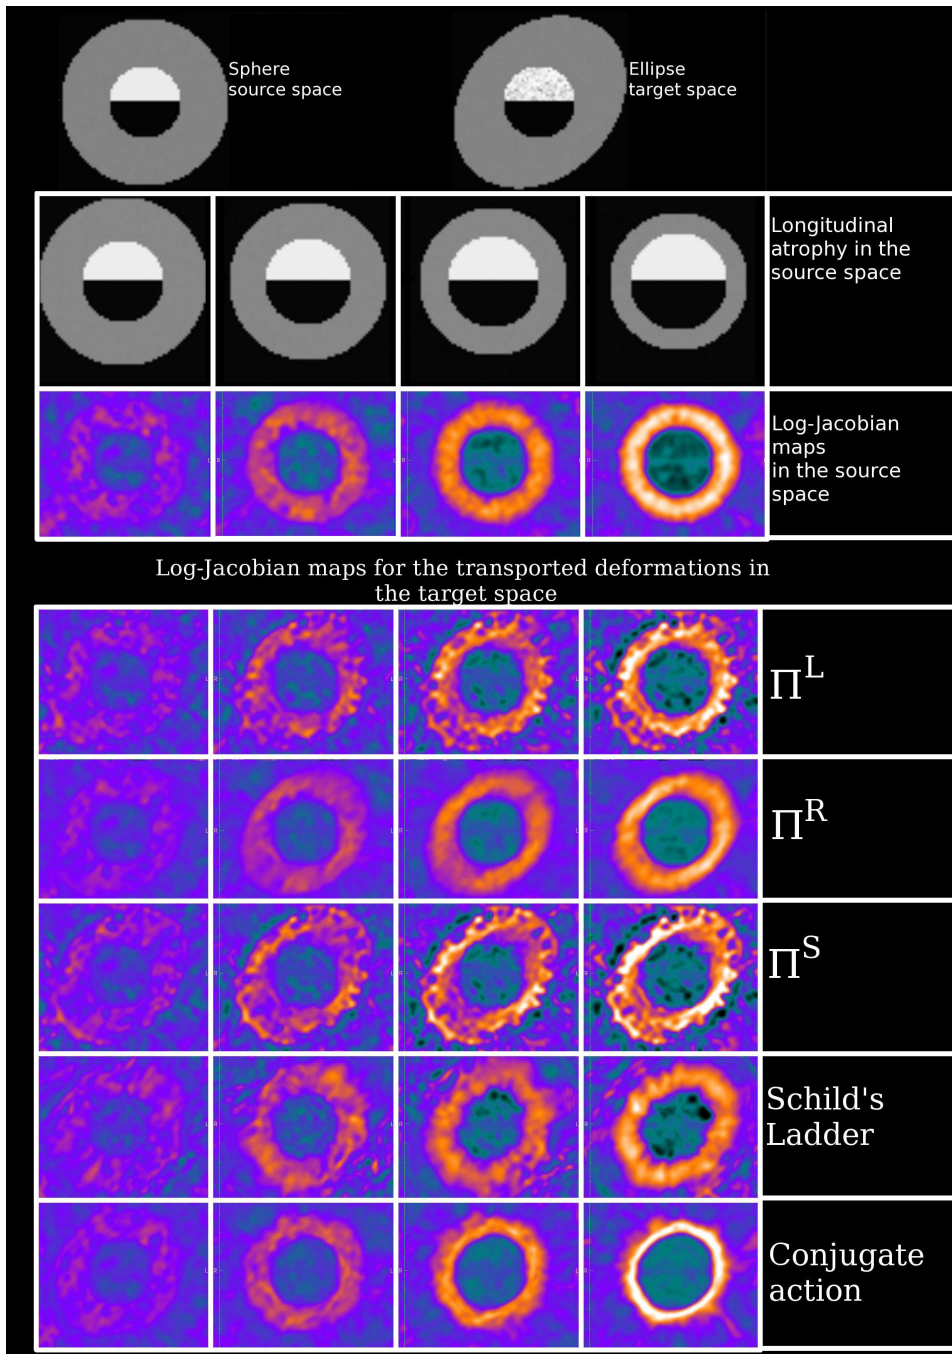 Sphere
source space
Ellipse
target space
Longitudinal
atrophy in the
source space
Log-Jacobian
maps
in the source
space
Log-Jacobian maps for the transported deformations in
the target space
Π^L
Π^R
Π^S
Schild's
Ladder
Conjugate
action